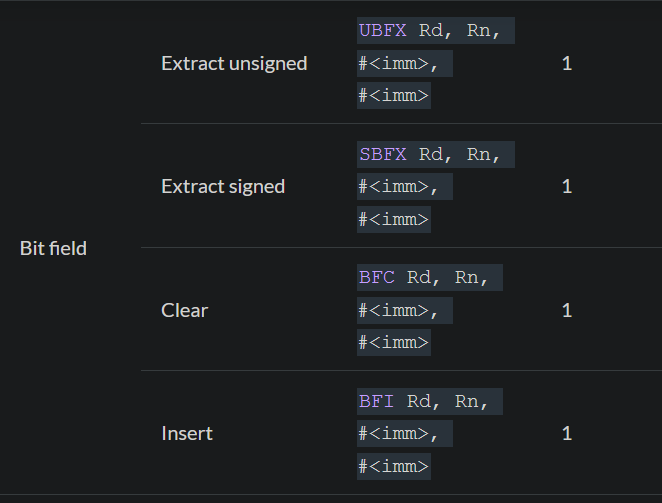 UBFX Rd, Rn,
Extract unsigned #<imm>, 1
#<imm>
SBFX Rd, Rn,
Extract signed #<imm>, 1
#<imm>
Bit field
BFC Rd, Rn,
Clear #<imm>, 1
#<imm>
BFI Rd, Rn,
Insert #<imm>, 1
#<imm>